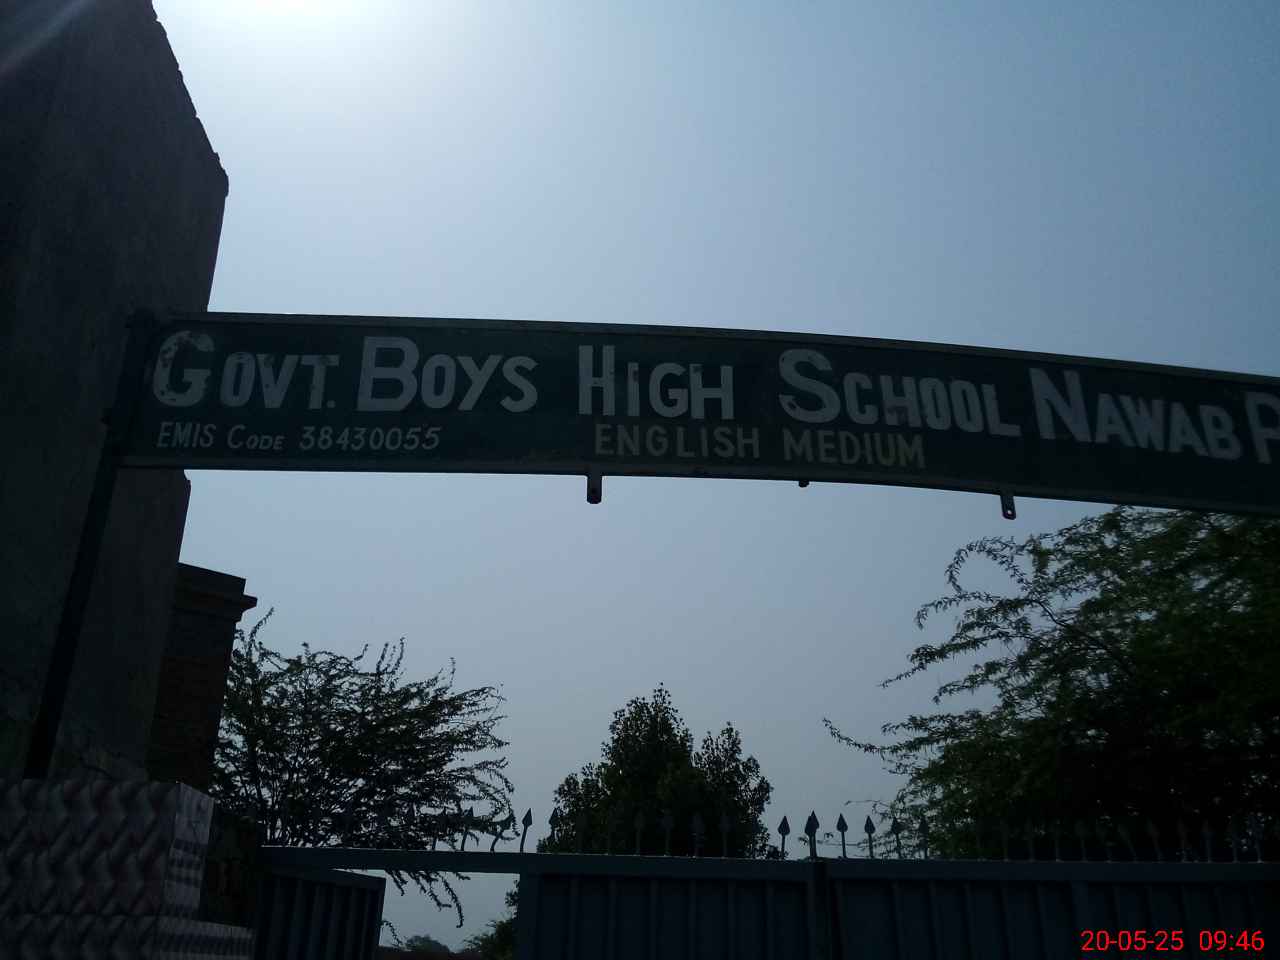 GOVT. BOYS HIGH SCHOOL NAWAB
EMIS CODE 38430055 ENGLISH MEDIUM
20-05-25 09:46